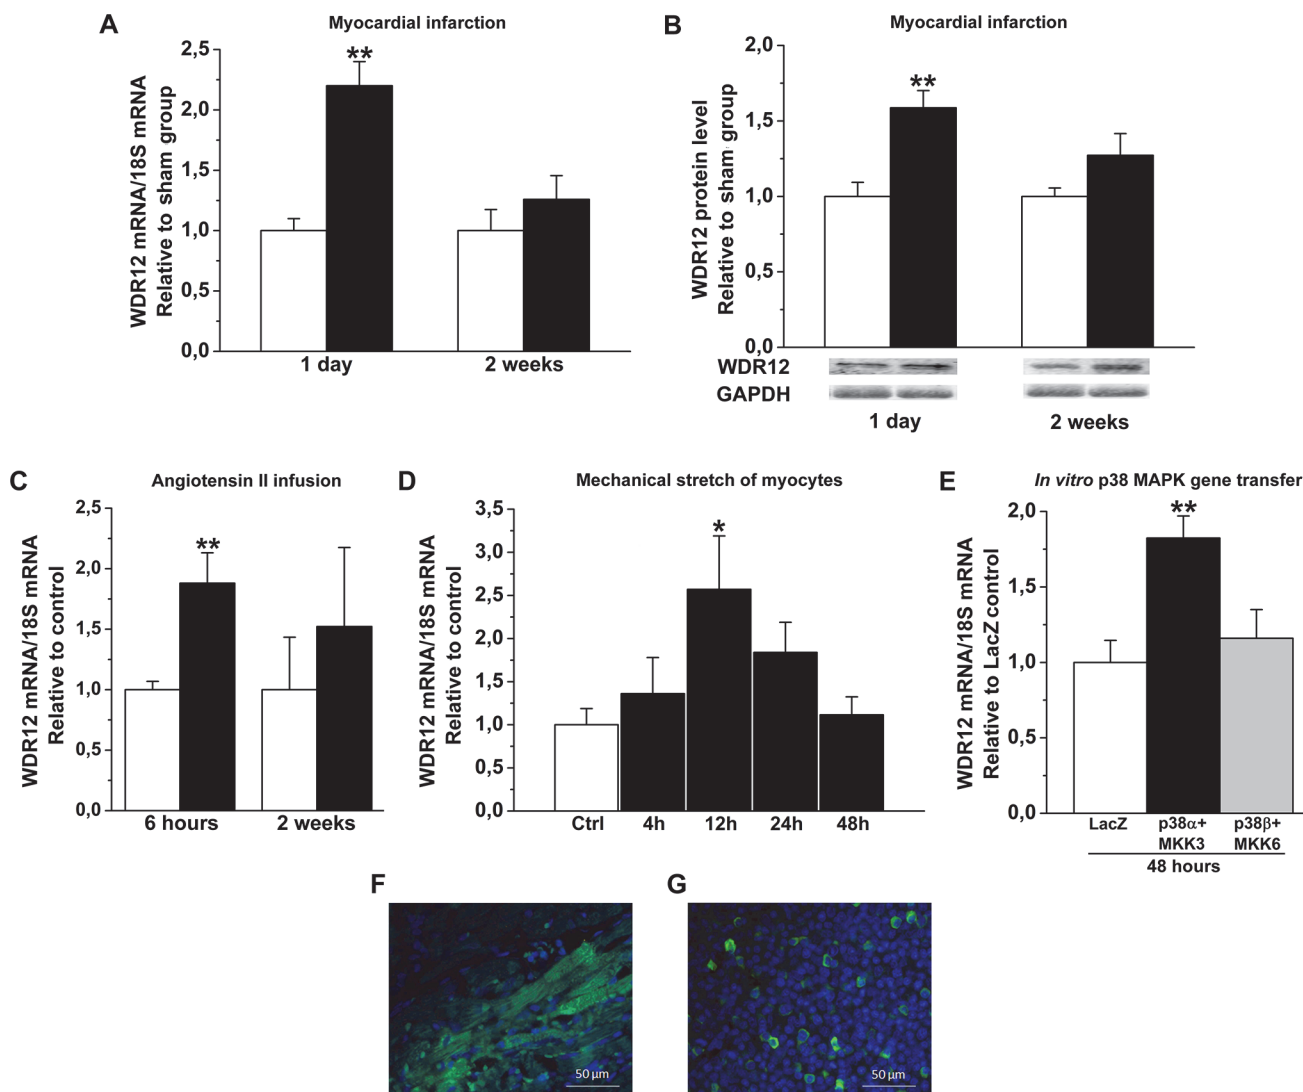 A
Myocardial infarction
WDR12 mRNA/18S mRNA
Relative to sham group
2,5
2,0
1,5
1,0
0,5
0,0
**
1 day
2 weeks
B
Myocardial infarction
WDR12 protein level
Relative to sham group
2,0
1,5
1,0
0,5
0,0
**
WDR12
GAPDH
1 day
2 weeks
C
Angiotensin II infusion
WDR12 mRNA/18S mRNA
Relative to control
2,5
2,0
1,5
1,0
0,5
0,0
**
6 hours
2 weeks
D
Mechanical stretch of myocytes
WDR12 mRNA/18S mRNA
Relative to control
3,5
3,0
2,5
2,0
1,5
1,0
0,5
0,0
*
Ctrl
4h
12h
24h
48h
E
In vitro p38 MAPK gene transfer
WDR12 mRNA/18S mRNA
Relative to LacZ control
2,0
1,5
1,0
0,5
0,0
**
LacZ
p38α+
MKK3
p38β+
MKK6
48 hours
F
50 µm
G
50 µm